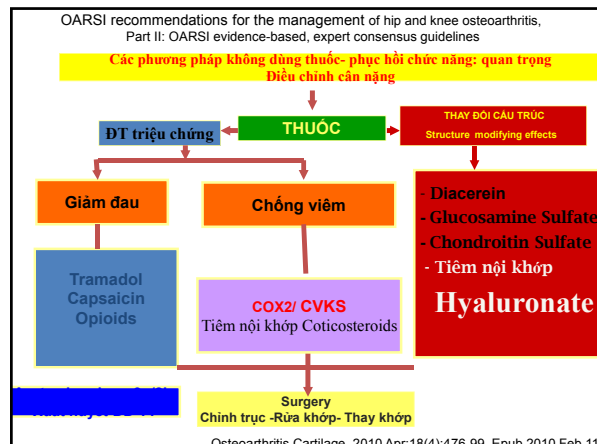 OARSI recommendations for the management of hip and knee osteoarthritis,
Part II: OARSI evidence-based, expert consensus guidelines
Các phương pháp không dùng thuốc- phục hồi chức năng: quan trọng
Điều chỉnh cân nặng
ĐT triệu chứng
THUỐC
THAY ĐỔI CẤU TRÚC
Structure modifying effects
Giảm đau
Chống viêm
- Diacerein
- Glucosamine Sulfate
- Chondroitin Sulfate
- Tiêm nội khớp
Hyaluronate
Tramadol
Capsaicin
Opioids
COX2/ CVKS
Tiêm nội khớp Coticosteroids
Surgery
Chỉnh trục -Rửa khớp- Thay khớp
Osteoarthritis Cartilage. 2010 Apr;18(4):476-99. Epub 2010 Feb 11